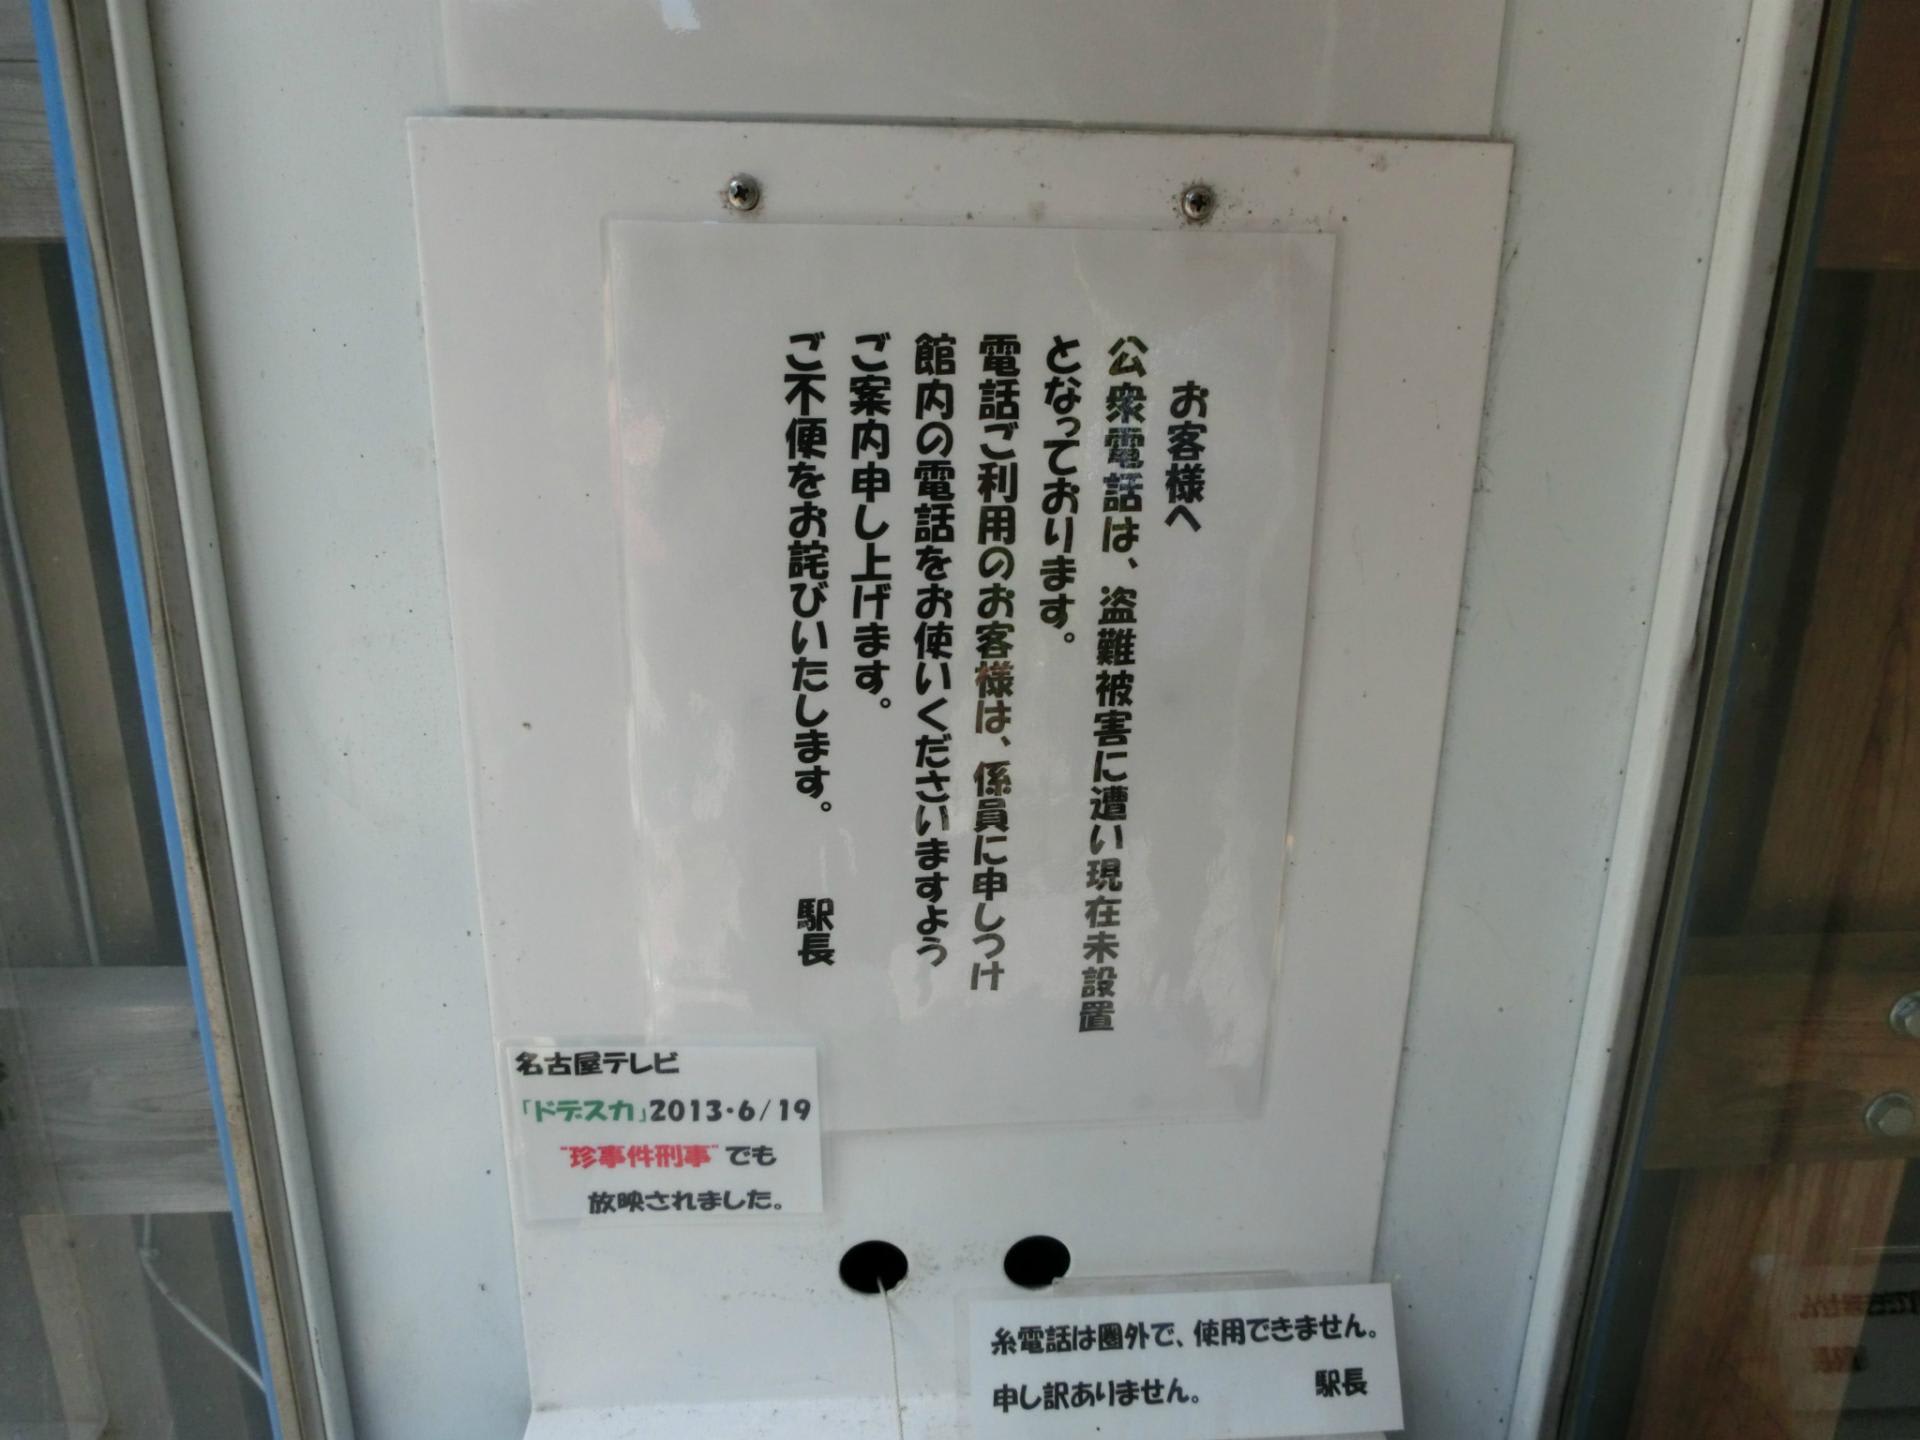 お客様へ
公衆電話は、盗難被害に遭い現在未設置
となっております。
電話ご利用のお客様は、係員に申しつけ
館内の電話をお使いくださいますよう
ご案内申し上げます。
ご不便をお詫びいたします。 駅長
名古屋テレビ
「ドデスカ」2013・6/19
"珍事件刑事"でも
放映されました。
糸電話は圏外で、使用できません。
申し訳ありません。 駅長